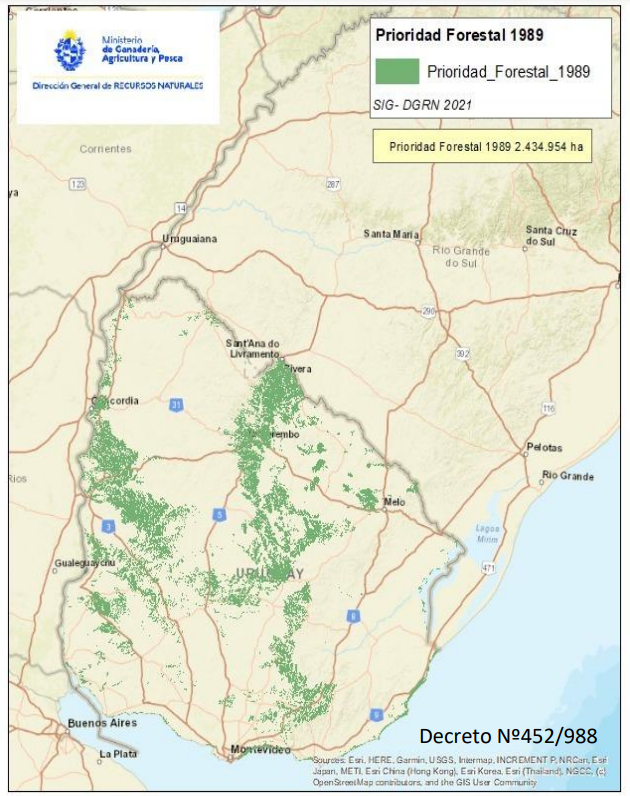 Corrientes
Ministerio
de Ganadería,
Agricultura y Pesca
Dirección General de RECURSOS NATURALES
Prioridad Forestal 1989
Prioridad_Forestal_1989
SIG- DGRN 2021
Prioridad Forestal 1989 2.434.954 ha
Corrientes
123
287
14
Uruguaiana
Santa Maria
Santa Cruz
do Sul
Rio Grande
do Sul
290
392
Sant'Ana do
Livramento
Rivera
Concordia
31
116
Pelotas
Rio Grande
Melo
Lagoa
Mirim
5
3
471
Gualeguaychu
URUGUAY
8
9
Buenos Aires
La Plata
Montevideo
Decreto Nº452/988
Sources: Esri, HERE, Garmin, USGS, Intermap, INCREMENT P, NRCan, Esri
Japan, METI, Esri China (Hong Kong), Esri Korea, Esri (Thailand), NGCC, (c)
OpenStreetMap contributors, and the GIS User Community